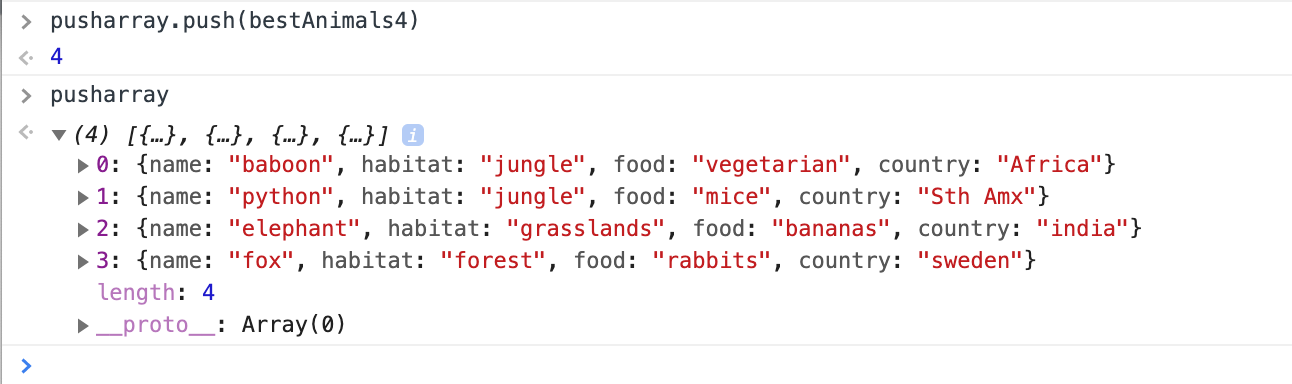 > pusharray.push(bestAnimals4)
4
> pusharray
(4) [{…}, {…}, {…}, {…}] i
0: {name: "baboon", habitat: "jungle", food: "vegetarian", country: "Africa"}
1: {name: "python", habitat: "jungle", food: "mice", country: "Sth Amx"}
2: {name: "elephant", habitat: "grasslands", food: "bananas", country: "india"}
3: {name: "fox", habitat: "forest", food: "rabbits", country: "sweden"}
length: 4
__proto__: Array(0)
>